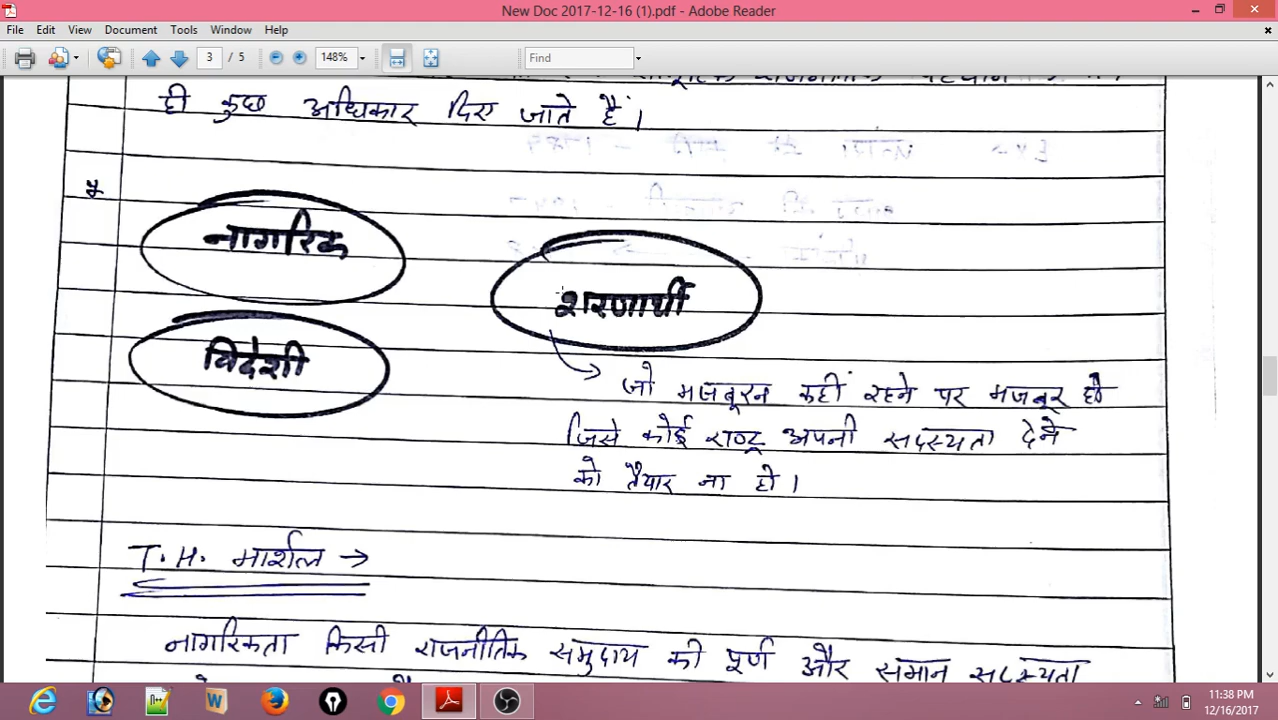 New Doc 2017-12-16 (1).pdf - Adobe Reader
File Edit View Document Tools Window Help
3 / 5 148% Find
ही कुछ अधिकार दिए जाते हैं।
नागरिक
शरणार्थी
विदेशी
जो मजबूरन कहीं रहने पर मजबूर हो
जिसे कोई राष्ट्र अपनी सदस्यता देने
को तैयार ना हो।
T.H. मार्शल →
नागरिकता किसी राजनीतिक समुदाय की पूर्ण और समान सदस्यता
11:38 PM
12/16/2017